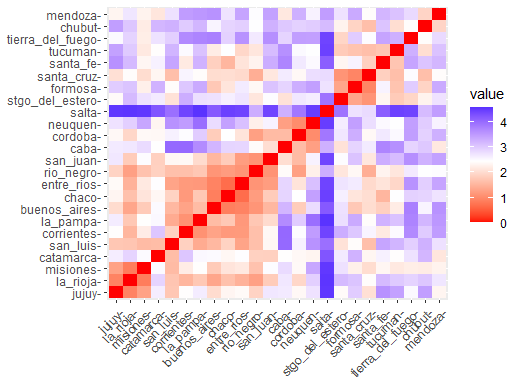 mendoza-
chubut-
tierra_del_fuego-
tucuman-
santa_fe-
santa_cruz-
formosa-
stgo_del_estero-
salta-
neuquen-
cordoba-
caba-
san_juan-
rio_negro-
entre_rios-
chaco-
buenos_aires-
la_pampa-
corrientes-
san_luis-
catamarca-
misiones-
la_rioja-
jujuy-
jujuy-
la_rioja-
misiones-
catamarca-
san_luis-
corrientes-
la_pampa-
buenos_aires-
chaco-
entre_rios-
rio_negro-
san_juan-
caba-
cordoba-
neuquen-
salta-
stgo_del_estero-
formosa-
santa_cruz-
santa_fe-
tucuman-
tierra_del_fuego-
chubut-
mendoza-
value
4
3
2
1
0